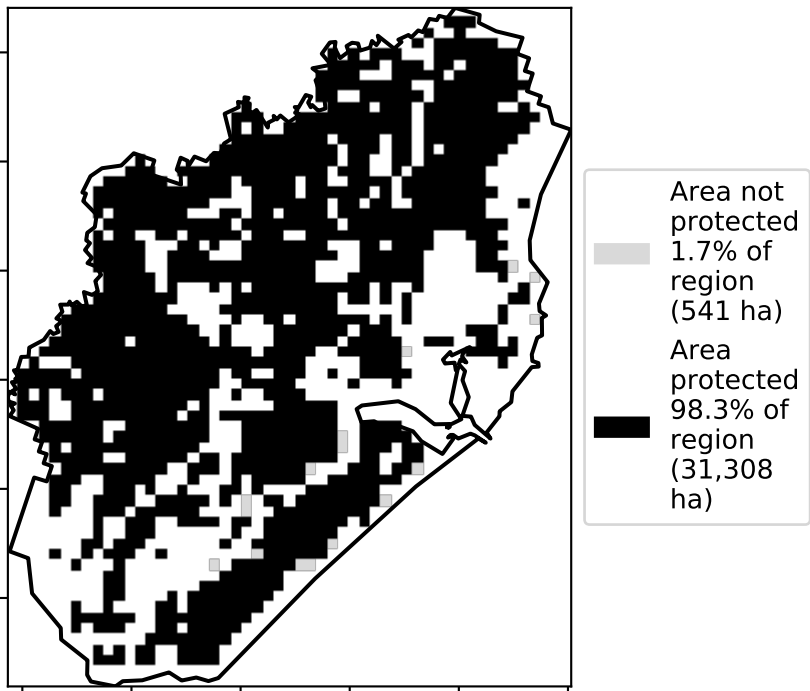 Area not
protected
1.7% of
region
(541 ha)
Area
protected
98.3% of
region
(31,308
ha)